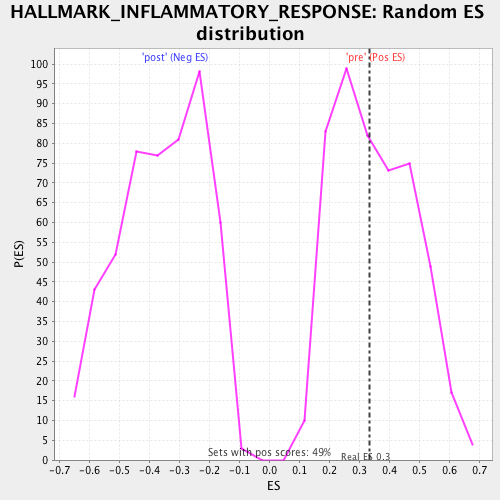 HALLMARK_INFLAMMATORY_RESPONSE: Random ES
distribution
'post' (Neg ES)
'pre' (Pos ES)
P(ES)
100
95
90
85
80
75
70
65
60
55
50
45
40
35
30
25
20
15
10
5
0
Sets with pos scores: 49%
Real ES 0.3
-0.7 -0.6 -0.5 -0.4 -0.3 -0.2 -0.1 0.0 0.1 0.2 0.3 0.4 0.5 0.6 0.7
ES